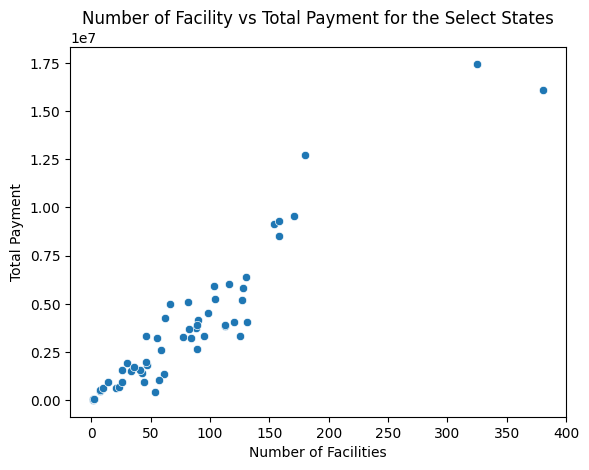 Number of Facility vs Total Payment for the Select States
1e7
1.75
1.50
1.25
1.00
0.75
0.50
0.25
0.00
Total Payment
0 50 100 150 200 250 300 350 400
Number of Facilities